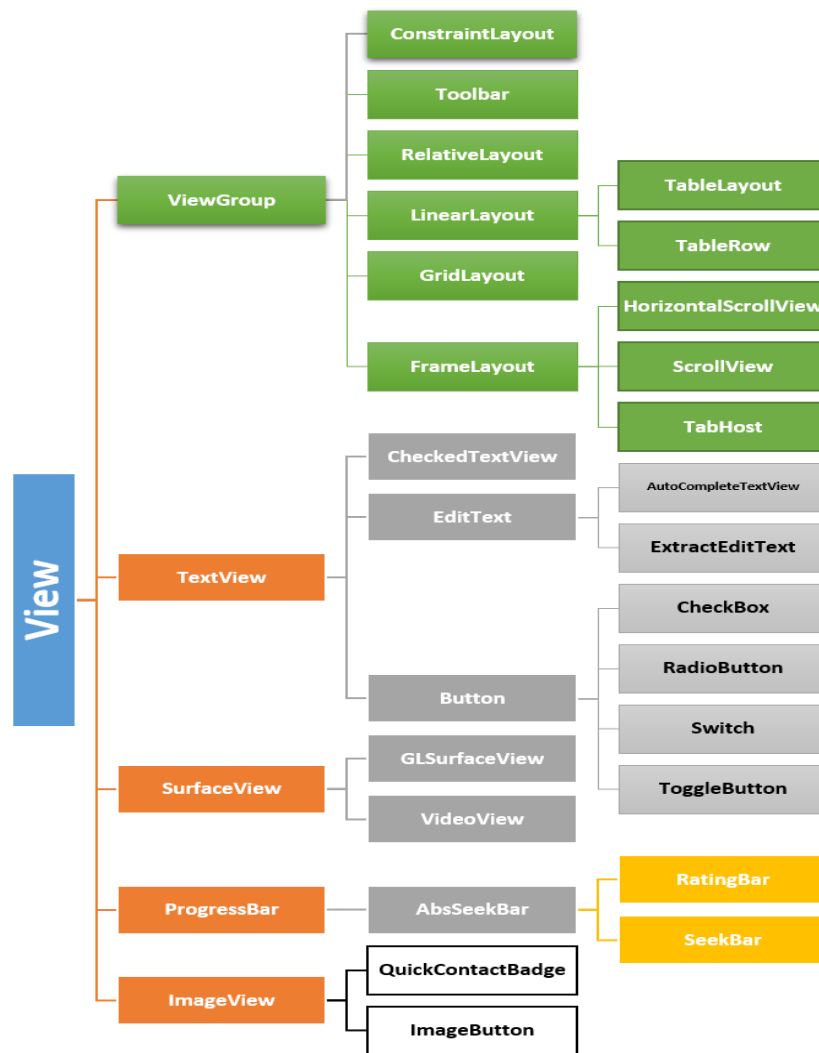 View
ViewGroup
ConstraintLayout
Toolbar
RelativeLayout
LinearLayout
TableLayout
TableRow
GridLayout
FrameLayout
HorizontalScrollView
ScrollView
TabHost
TextView
CheckedTextView
EditText
AutoCompleteTextView
ExtractEditText
Button
CheckBox
RadioButton
Switch
ToggleButton
SurfaceView
GLSurfaceView
VideoView
ProgressBar
AbsSeekBar
RatingBar
SeekBar
ImageView
QuickContactBadge
ImageButton